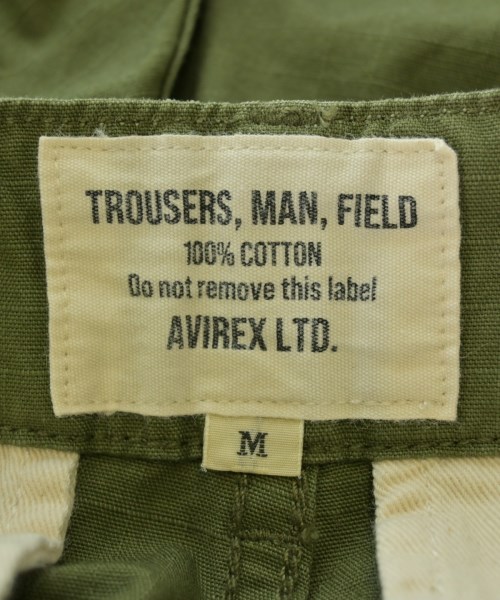 TROUSERS, MAN, FIELD
100% COTTON
Do not remove this label
AVIREX LTD.
M